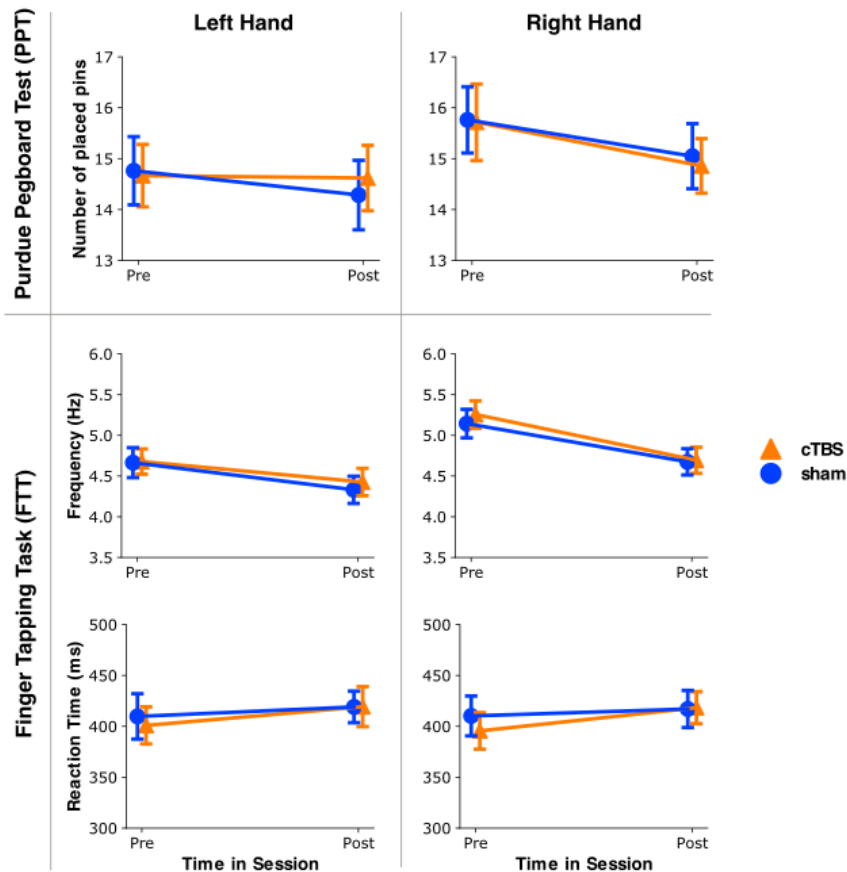 Left Hand
Right Hand
Purdue Pegboard Test (PPT)
Number of placed pins
17
16
15
14
13
Pre
Post
17
16
15
14
13
Pre
Post
Finger Tapping Task (FTT)
Frequency (Hz)
6.0
5.5
5.0
4.5
4.0
3.5
Pre
Post
6.0
5.5
5.0
4.5
4.0
3.5
Pre
Post
cTBS
sham
Reaction Time (ms)
500
450
400
350
300
Pre
Post
Time in Session
500
450
400
350
300
Pre
Post
Time in Session